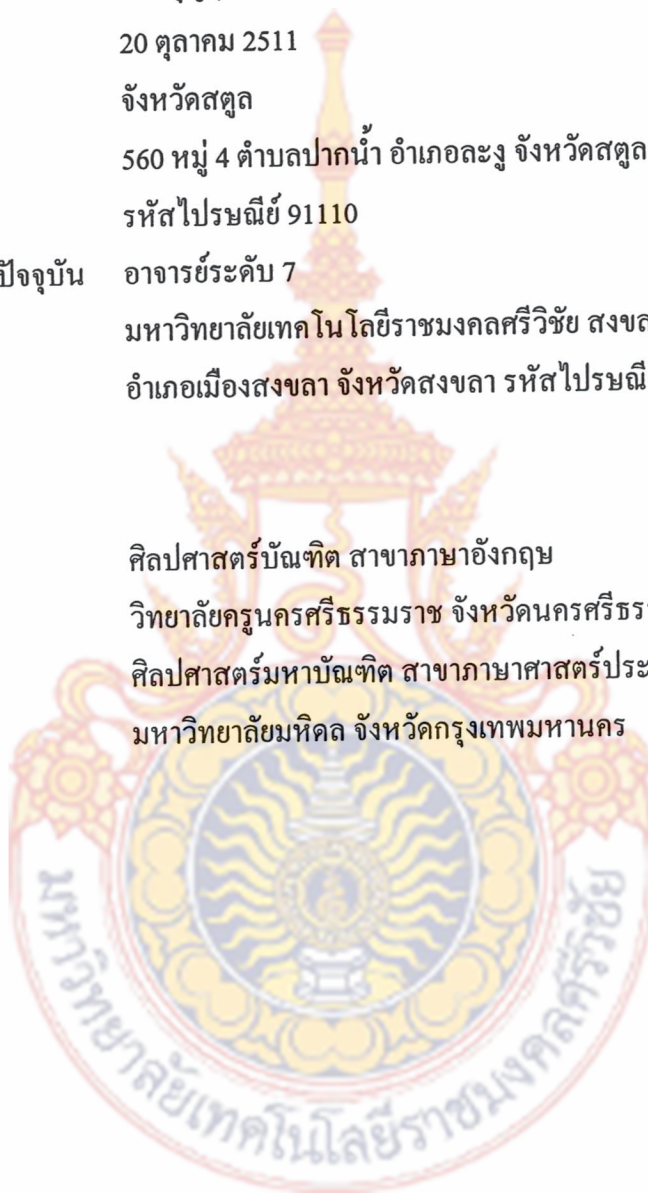 20 ตุลาคม 2511
จังหวัดสตูล
560 หมู่ 4 ตำบลปากน้ำ อำเภอละงู จังหวัดสตูล
รหัสไปรษณีย์ 91110
ปัจจุบัน อาจารย์ระดับ 7
มหาวิทยาลัยเทคโนโลยีราชมงคลศรีวิชัย สงขล
อำเภอเมืองสงขลา จังหวัดสงขลา รหัสไปรษณี
ศิลปศาสตร์บัณฑิต สาขาภาษาอังกฤษ
วิทยาลัยครูนครศรีธรรมราช จังหวัดนครศรีธรร
ศิลปศาสตร์มหาบัณฑิต สาขาภาษาศาสตร์ประ
มหาวิทยาลัยมหิดล จังหวัดกรุงเทพมหานคร
มหาวิทยาลัยเทคโนโลยีราชมงคลศรีวิชัย